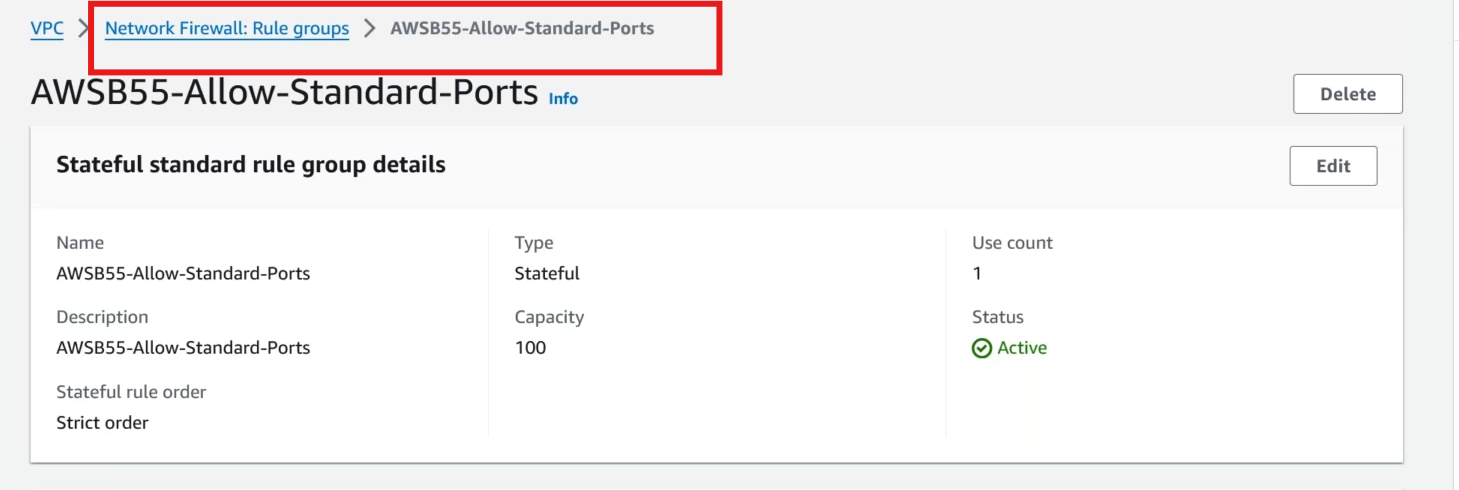 VPC > Network Firewall: Rule groups > AWSB55-Allow-Standard-Ports
AWSB55-Allow-Standard-Ports Info
Delete
Stateful standard rule group details
Edit
Name
AWSB55-Allow-Standard-Ports
Description
AWSB55-Allow-Standard-Ports
Stateful rule order
Strict order
Type
Stateful
Capacity
100
Use count
1
Status
Active